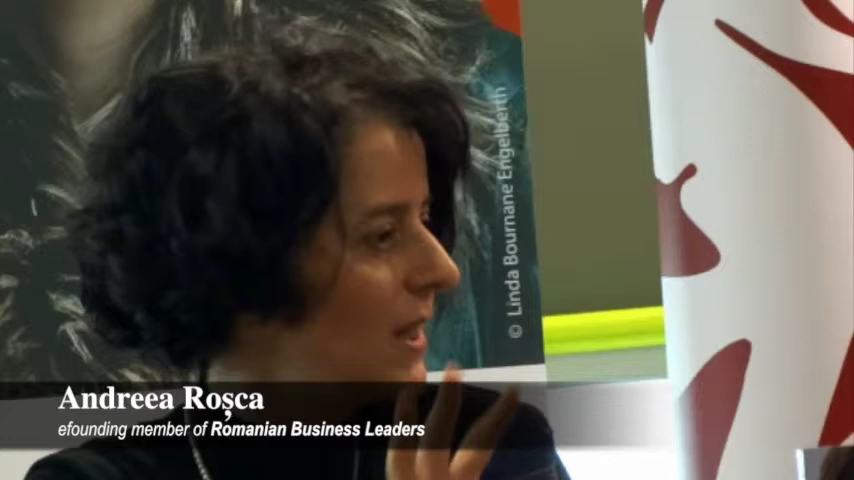 © Linda Bournane Engelberth
Andreea Roșca
efounding member of Romanian Business Leaders